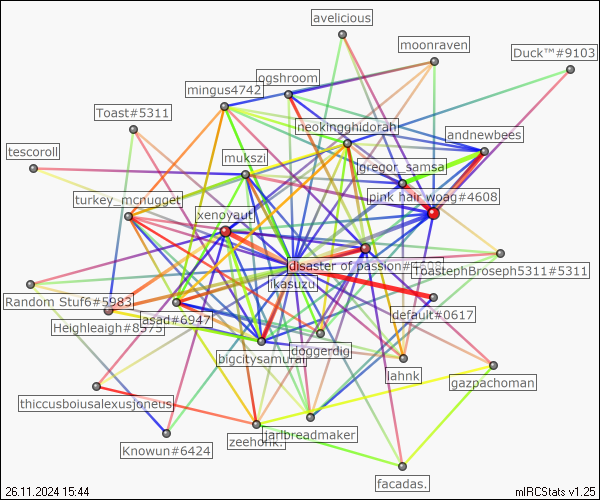 avelicious
moonraven
Duck™#9103
ogshroom
mingus4742
Toast#5311
neokingghidorah
andnewbees
tescoroll
mukszi
gregor_samsa
turkey_mcnugget
pink hair woag#4608
xenoyaut
disaster of passion#
ToastephBroseph5311#5311
ikasuzu
Random Stuf6#5983
Heighleaigh#8975
asad#6947
default#0617
bigcitysamurai
doggerdig
lahnk
gazpachoman
thiccusboiusalexusjoneus
Knowun#6424
zeehonk.
jarlbreadmaker
facadas.
26.11.2024 15:44
mIRCStats v1.25